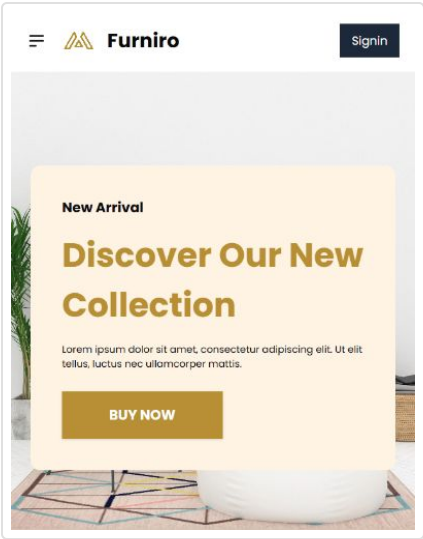 Furniro
Signin
New Arrival
Discover Our New
Collection
Lorem ipsum dolor sit amet, consectetur adipiscing elit. Ut elit
tellus, luctus nec ullamcorper mattis.
BUY NOW